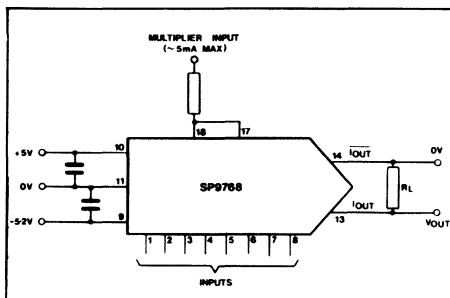 MULTIPLIER INPUT
(~5mA MAX)
18 17
+5V 10
0V 11
-5·2V 9
SP9768
14 IOUT 0V
RL
13 IOUT VOUT
1 2 3 4 5 6 7 8
INPUTS